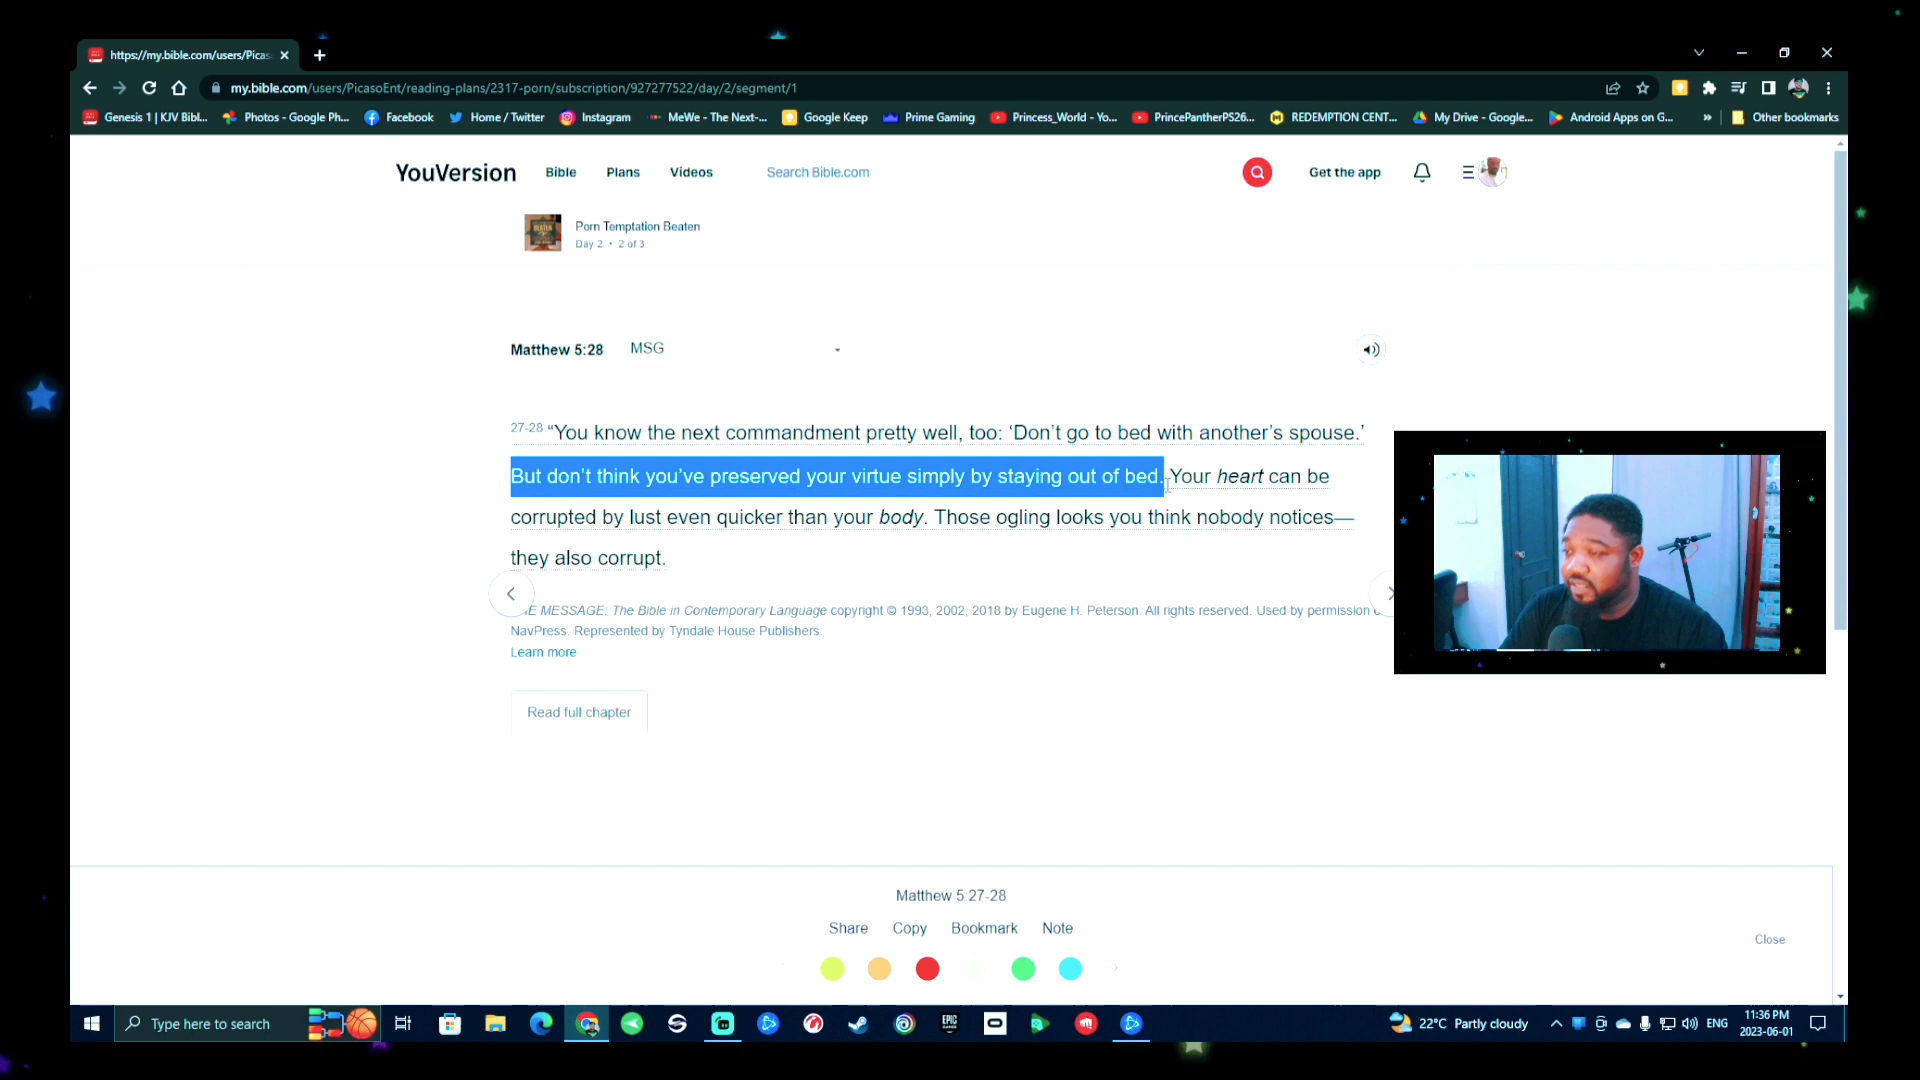 https://my.bible.com/users/Picas
my.bible.com/users/PicasoEnt/reading-plans/2317-porn/subscription/927277522/day/2/segment/1
Genesis 1 | KJV Bibl... Photos - Google Ph... Facebook Home / Twitter Instagram MeWe - The Next-... Google Keep Prime Gaming Princess_World - Yo... PrincePantherPS26... REDEMPTION CENT... My Drive - Google... Android Apps on G... » Other bookmarks
YouVersion Bible Plans Videos Search Bible.com Get the app
Porn Temptation Beaten
Day 2 • 2 of 3
Matthew 5:28 MSG
27-28 “You know the next commandment pretty well, too: ‘Don’t go to bed with another’s spouse.’
But don’t think you’ve preserved your virtue simply by staying out of bed. Your heart can be
corrupted by lust even quicker than your body. Those ogling looks you think nobody notices—
they also corrupt.
MESSAGE: The Bible in Contemporary Language copyright © 1993, 2002, 2018 by Eugene H. Peterson. All rights reserved. Used by permission
NavPress. Represented by Tyndale House Publishers.
Learn more
Read full chapter
Matthew 5:27-28
Share Copy Bookmark Note
Close
Type here to search
EPIC
22°C Partly cloudy
ENG
11:36 PM
2023-06-01